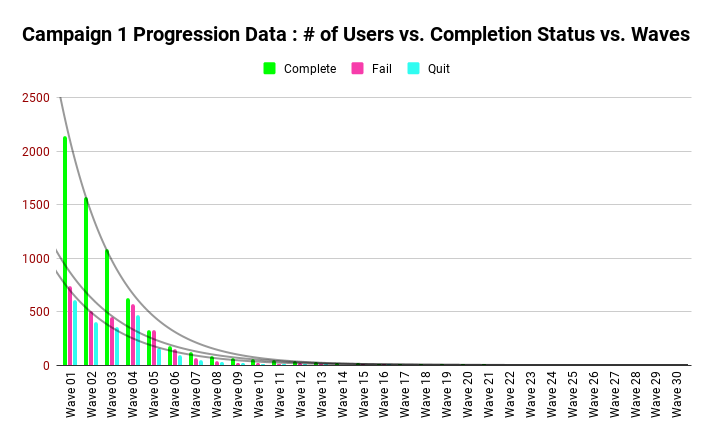 Campaign 1 Progression Data : # of Users vs. Completion Status vs. Waves
Complete Fail Quit
2500
2000
1500
1000
500
0
Wave 01
Wave 02
Wave 03
Wave 04
Wave 05
Wave 06
Wave 07
Wave 08
Wave 09
Wave 10
Wave 11
Wave 12
Wave 13
Wave 14
Wave 15
Wave 16
Wave 17
Wave 18
Wave 19
Wave 20
Wave 21
Wave 22
Wave 23
Wave 24
Wave 25
Wave 26
Wave 27
Wave 28
Wave 29
Wave 30